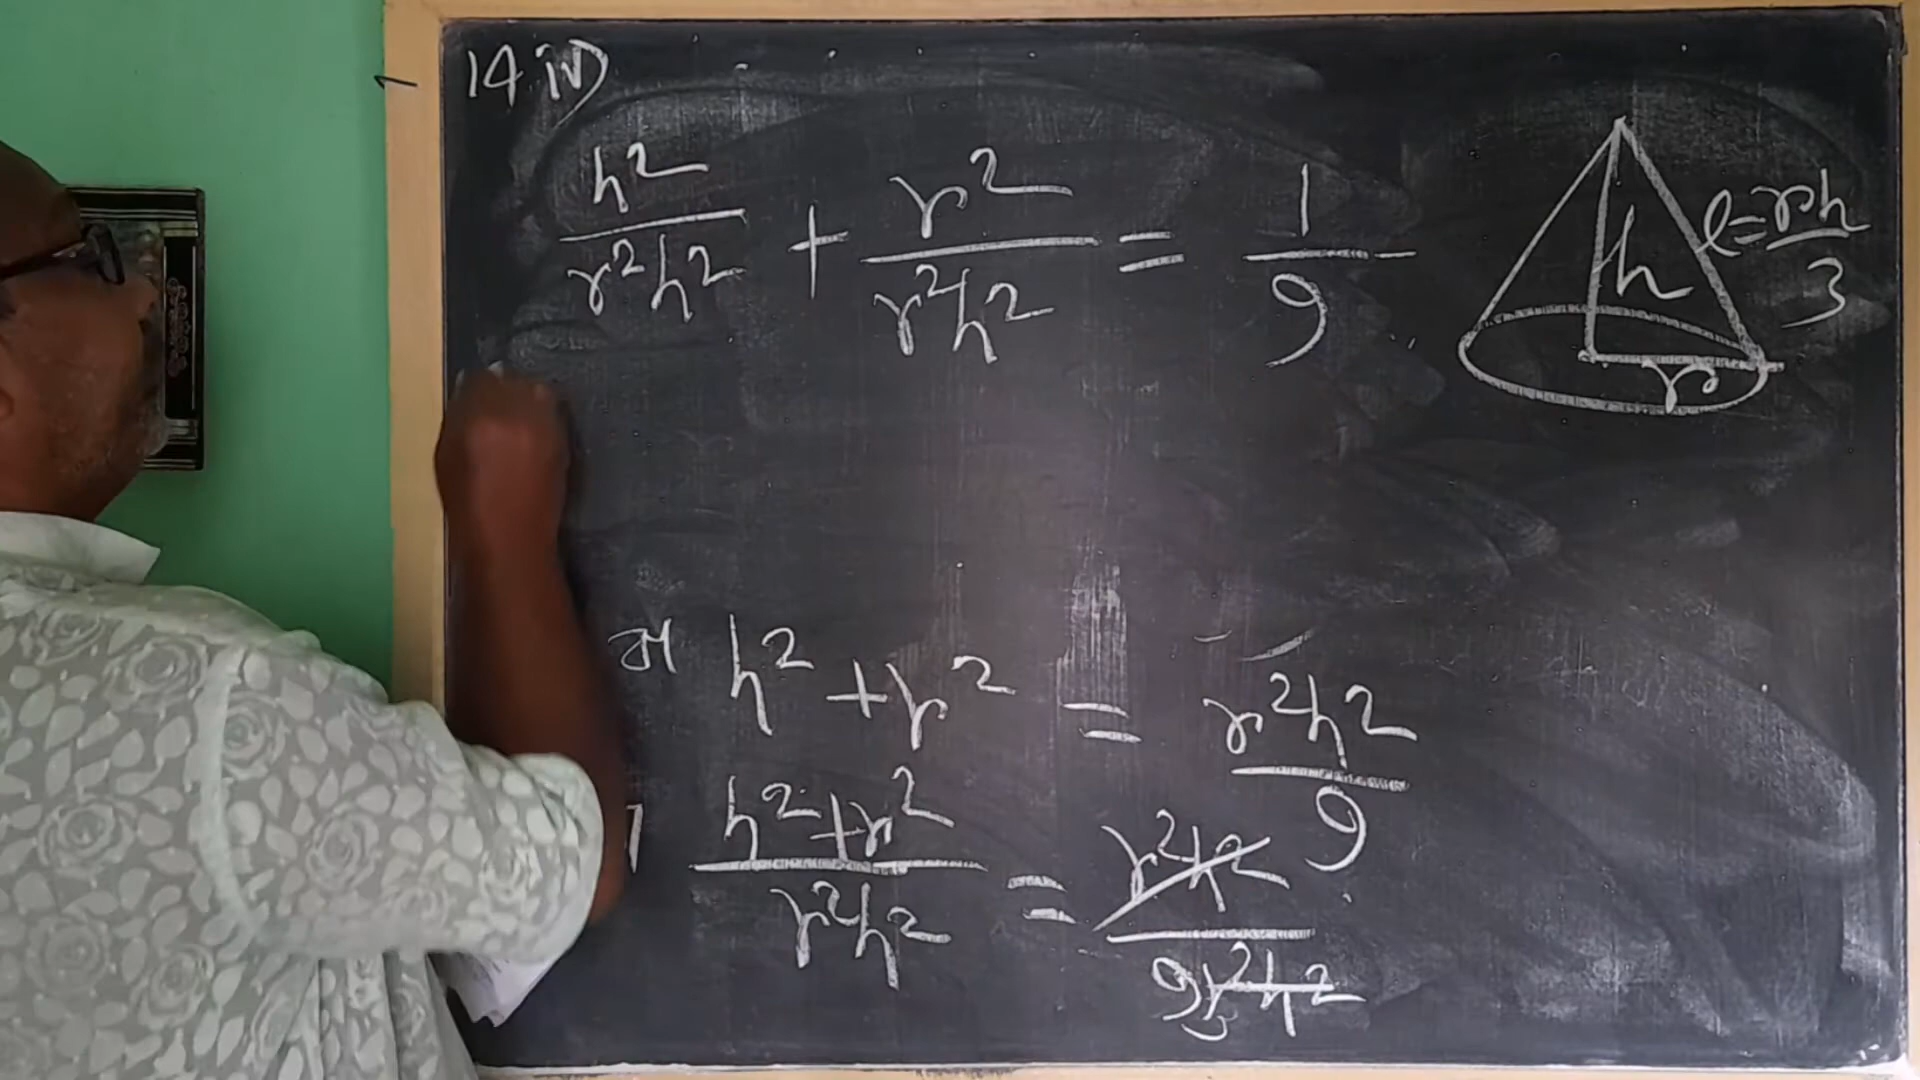 14 iv)
h²/r²h² + r²/r²h² = 1/9
h
l = rh/3
r
বা h² + r² = r²h²/9
h²+r²/r²h² = r²h²/9r²h²